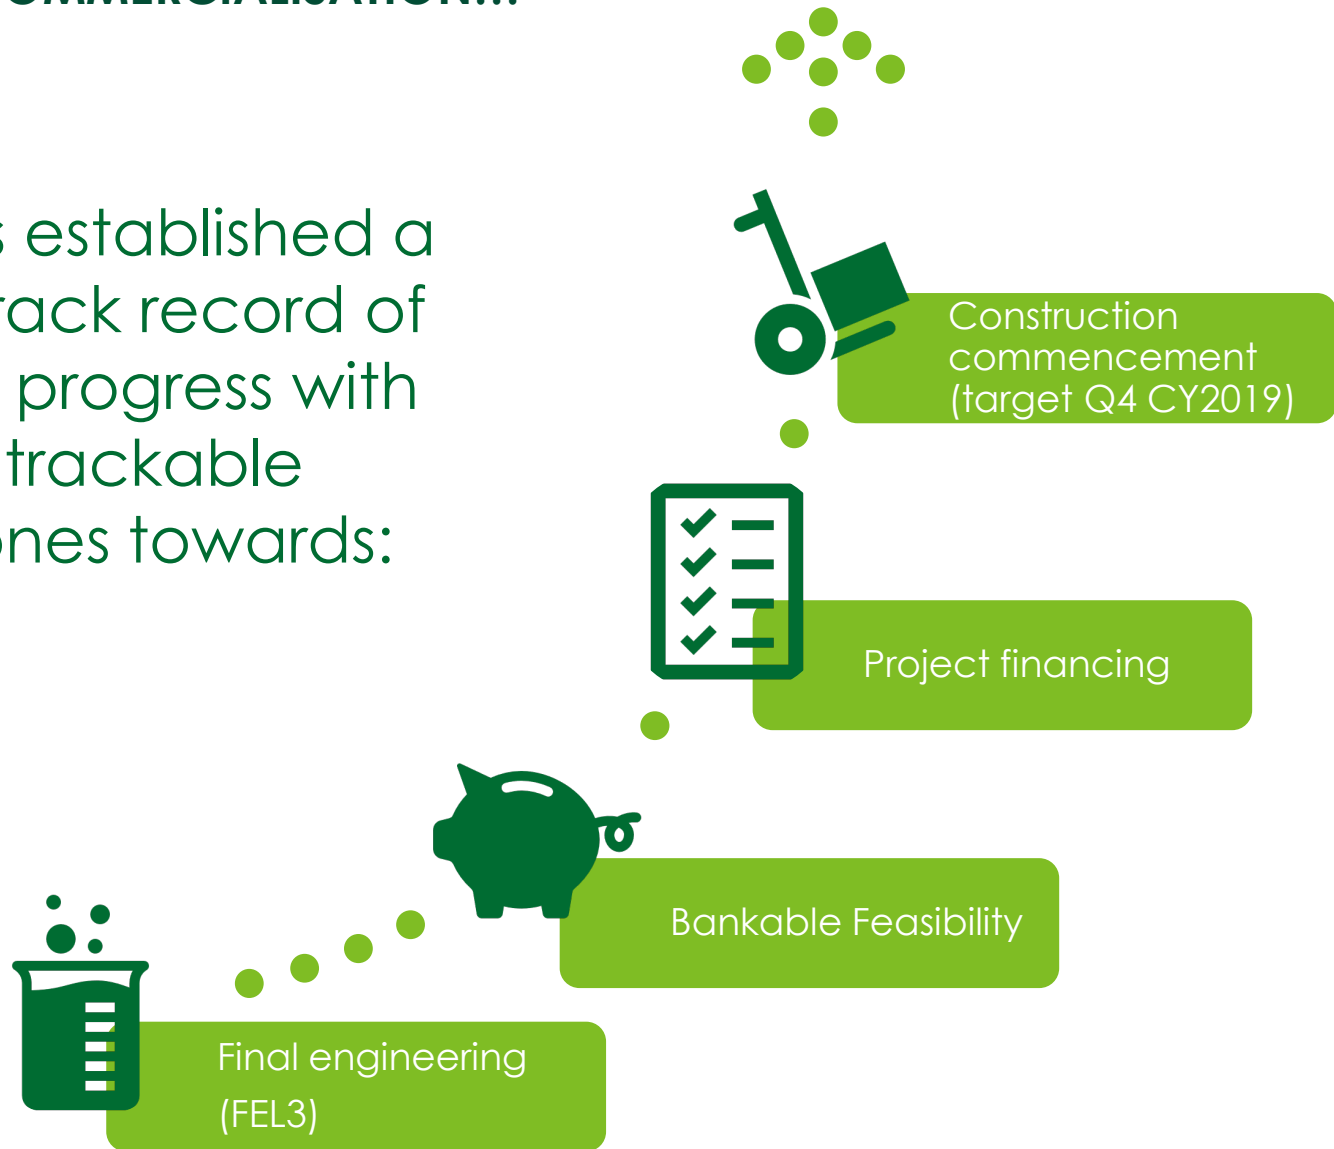 OMMERCIALISATION...
s established a
rack record of
progress with
trackable
ones towards:
Construction
commencement
(target Q4 CY2019)
Project financing
Bankable Feasibility
Final engineering
(FEL3)